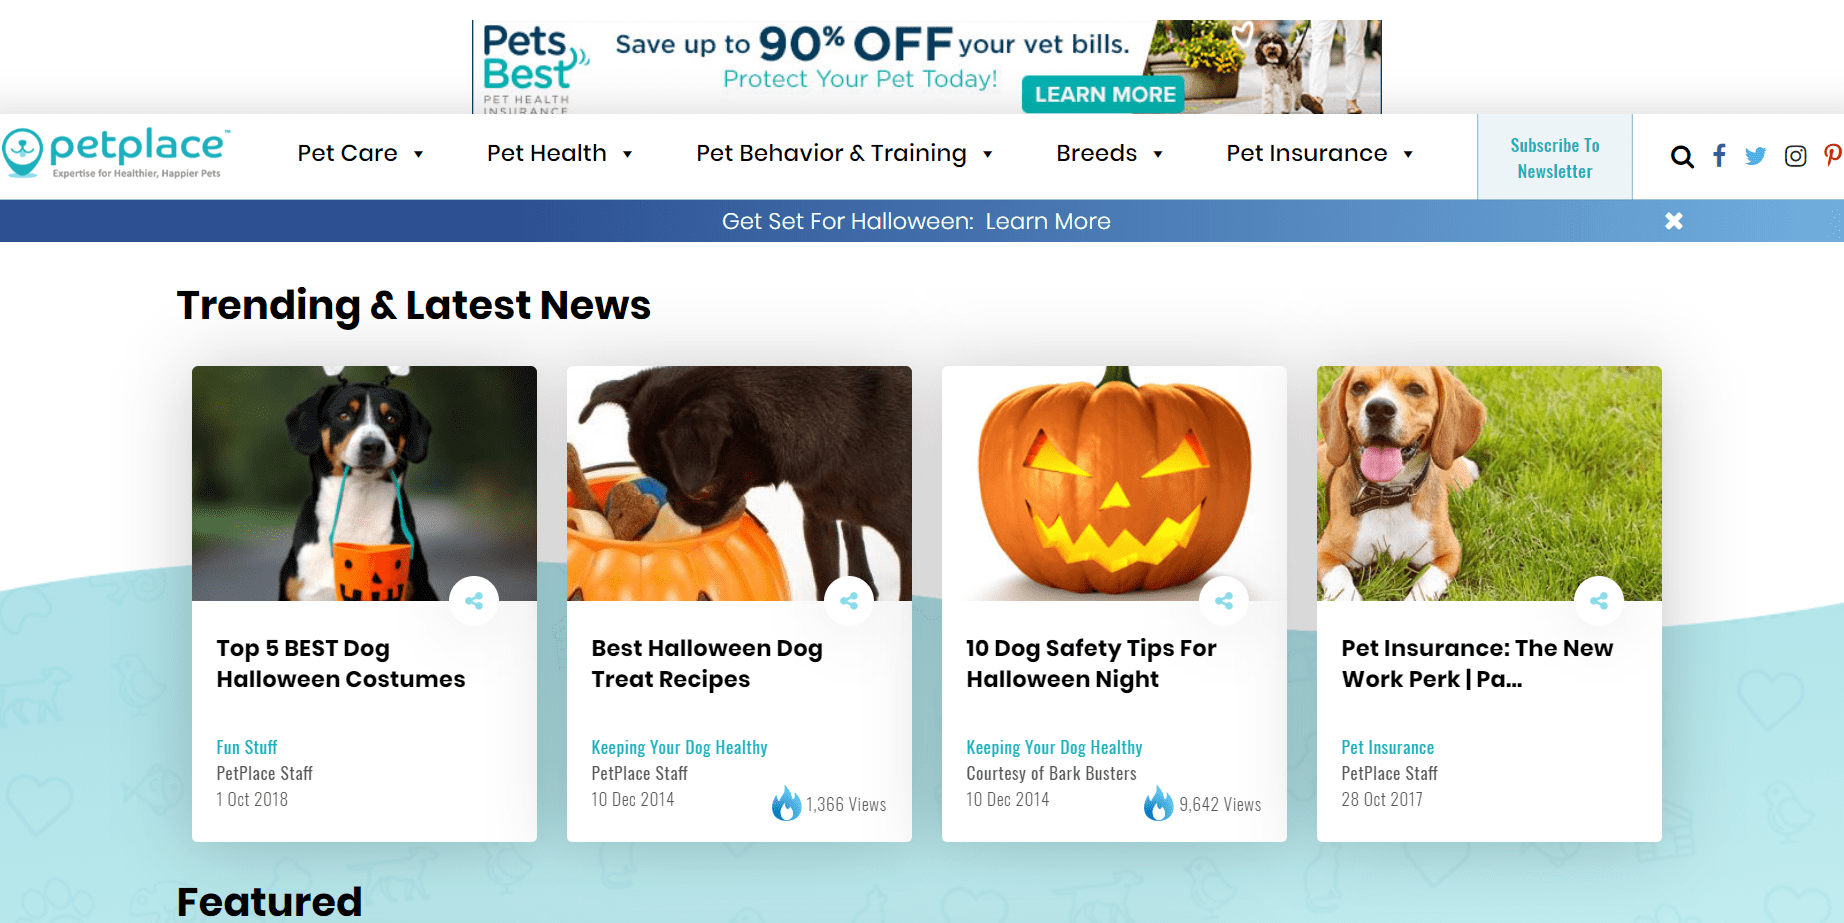 Pets
Best
PET HEALTH
INSURANCE
Save up to 90% OFF your vet bills.
Protect Your Pet Today!
LEARN MORE
petplace™
Expertise for Healthier, Happier Pets
Pet Care
Pet Health
Pet Behavior & Training
Breeds
Pet Insurance
Subscribe To
Newsletter
Get Set For Halloween: Learn More
Trending & Latest News
Top 5 BEST Dog
Halloween Costumes
Fun Stuff
PetPlace Staff
1 Oct 2018
Best Halloween Dog
Treat Recipes
Keeping Your Dog Healthy
PetPlace Staff
10 Dec 2014
1,366 Views
10 Dog Safety Tips For
Halloween Night
Keeping Your Dog Healthy
Courtesy of Bark Busters
10 Dec 2014
9,642 Views
Pet Insurance: The New
Work Perk | Pa...
Pet Insurance
PetPlace Staff
28 Oct 2017
Featured